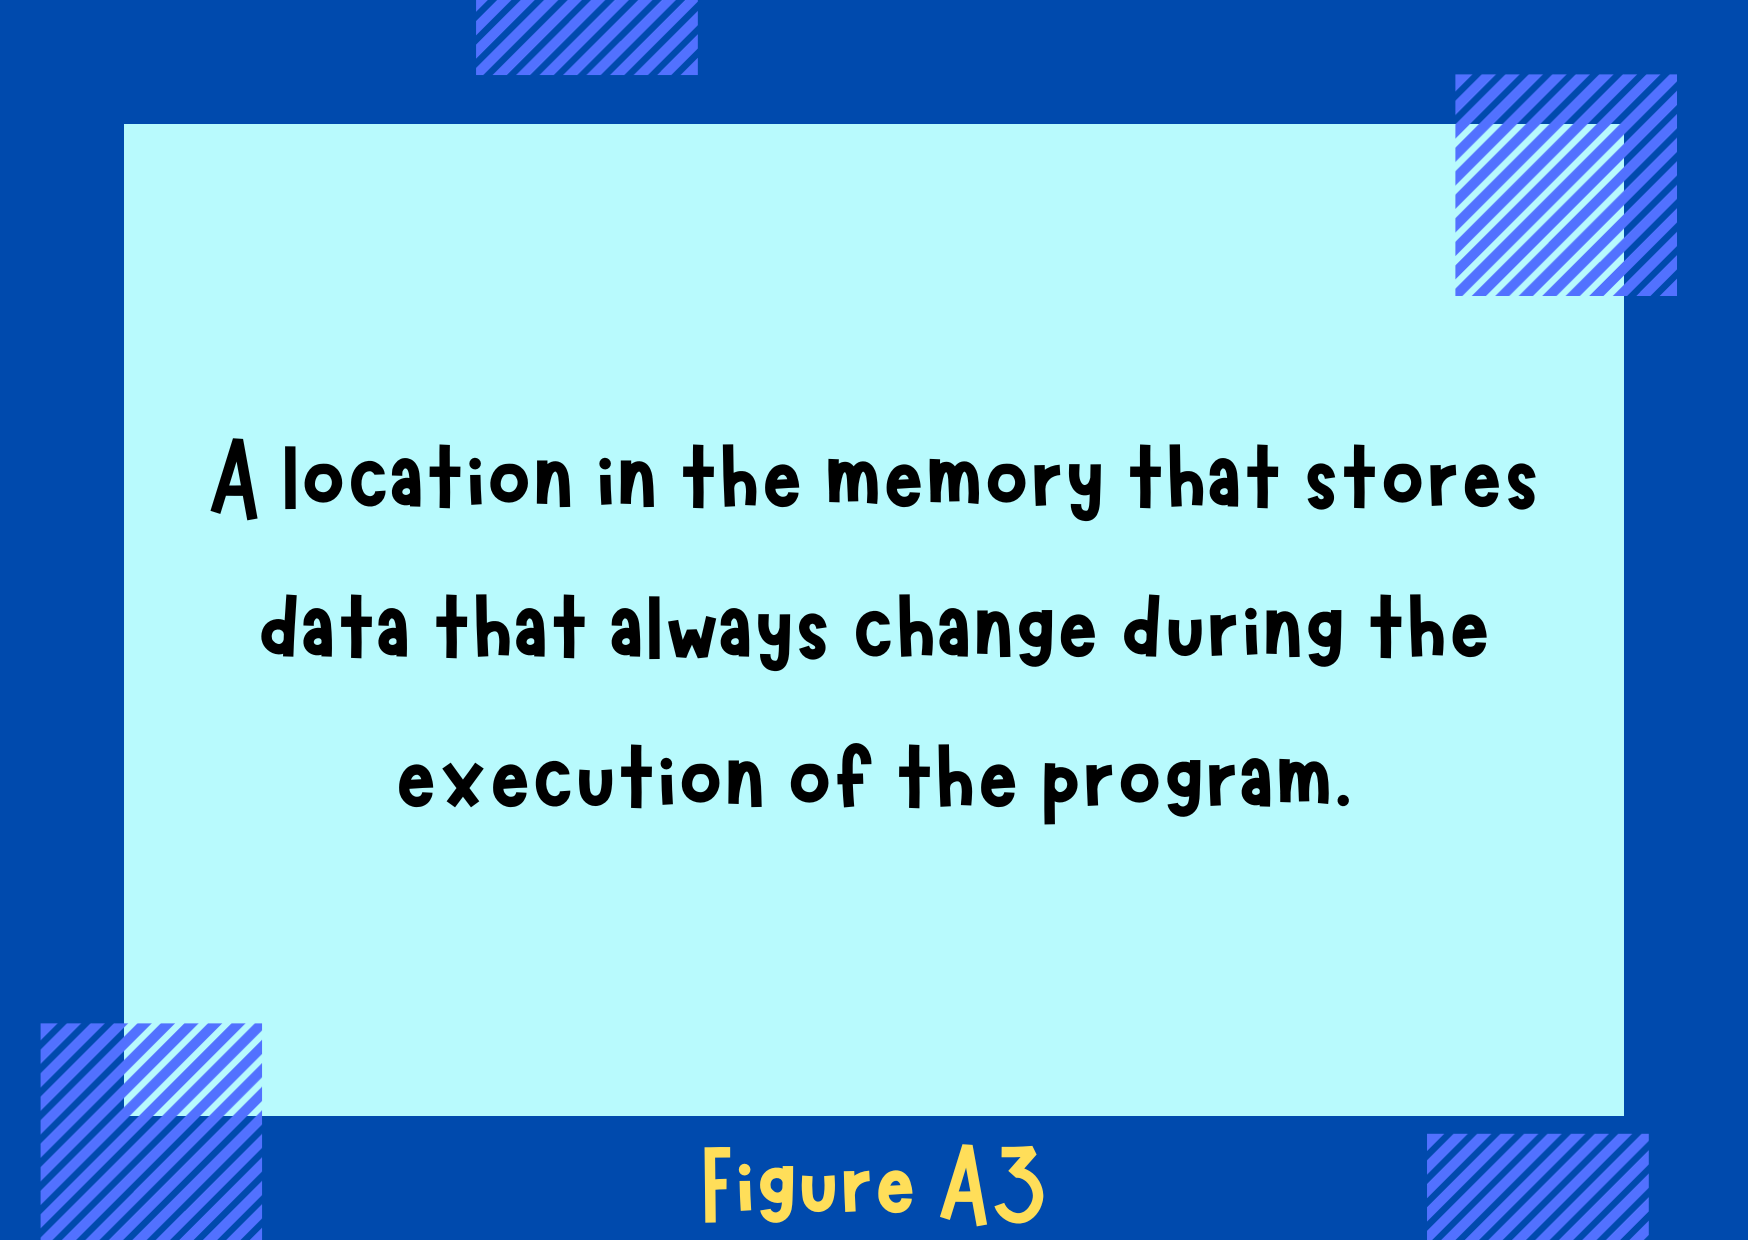 A location in the memory that stores
data that always change during the
execution of the program.
Figure A3